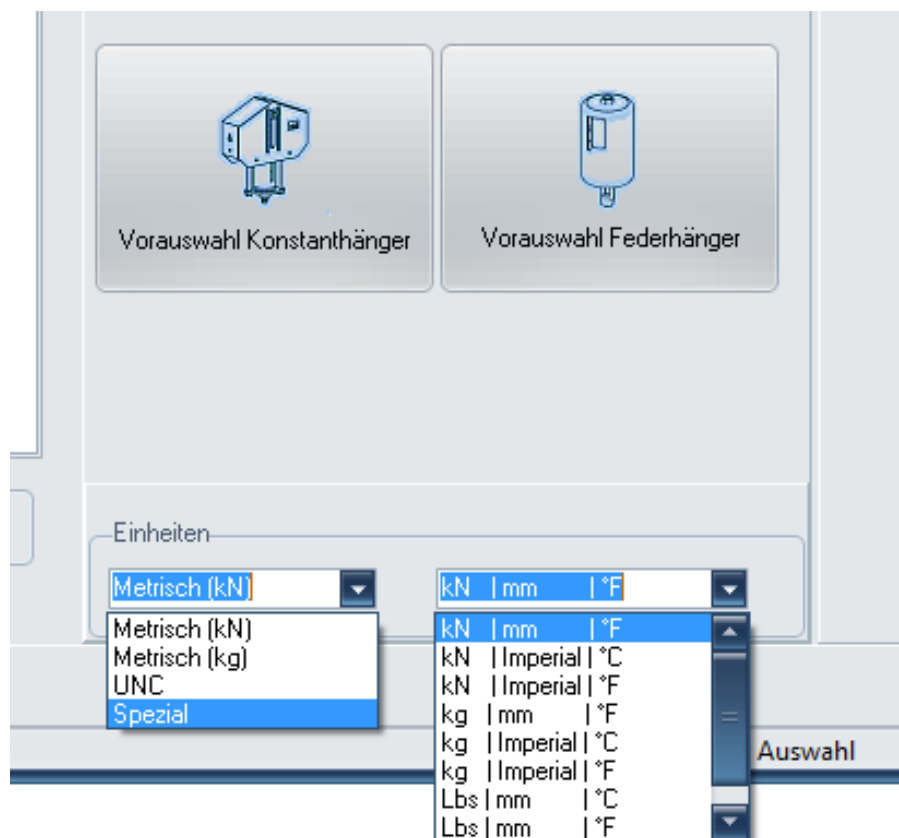 Vorauswahl Konstanthänger
Vorauswahl Federhänger
Einheiten
Metrisch (kN)
kN | mm | °F
Metrisch (kN)
Metrisch (kg)
UNC
Spezial
kN | mm | °F
kN | Imperial | °C
kN | Imperial | °F
kg | mm | °F
kg | Imperial | °C
kg | Imperial | °F
Lbs | mm | °C
Lbs | mm | °F
Auswahl